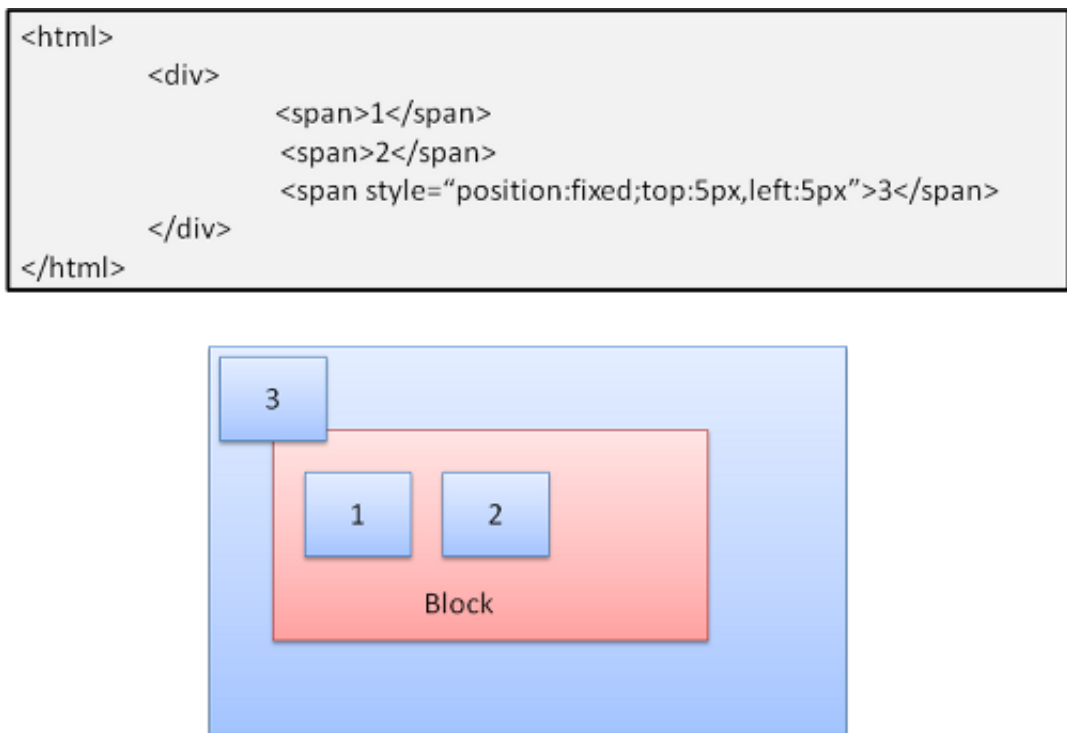 <html>
<div>
<span>1</span>
<span>2</span>
<span style=“position:fixed;top:5px,left:5px”>3</span>
</div>
</html>
3
1 2
Block